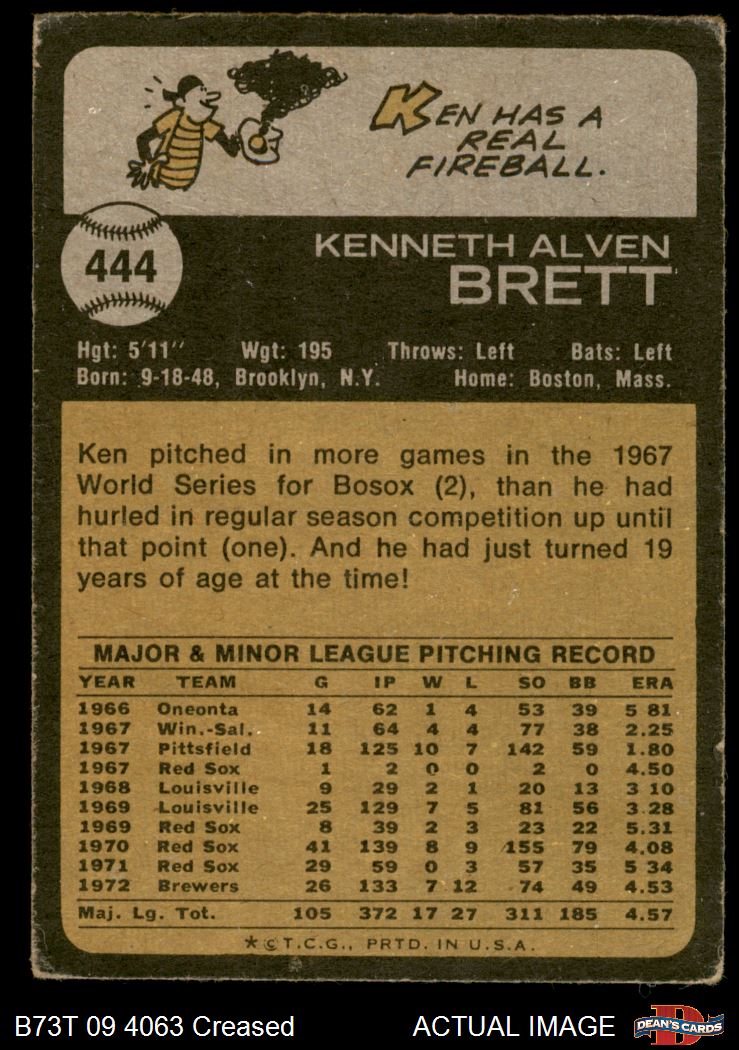 KEN HAS A
REAL
FIREBALL.
444
KENNETH ALVEN
BRETT
Hgt: 5'11'' Wgt: 195 Throws: Left Bats: Left
Born: 9-18-48, Brooklyn, N.Y. Home: Boston, Mass.
Ken pitched in more games in the 1967
World Series for Bosox (2), than he had
hurled in regular season competition up until
that point (one). And he had just turned 19
years of age at the time!
MAJOR & MINOR LEAGUE PITCHING RECORD
YEAR TEAM G IP W L SO BB ERA
1966 Oneonta 14 62 1 4 53 39 5 81
1967 Win.-Sal. 11 64 4 4 77 38 2.25
1967 Pittsfield 18 125 10 7 142 59 1.80
1967 Red Sox 1 2 0 0 2 0 4.50
1968 Louisville 9 29 2 1 20 13 3 10
1969 Louisville 25 129 7 5 81 56 3.28
1969 Red Sox 8 39 2 3 23 22 5.31
1970 Red Sox 41 139 8 9 155 79 4.08
1971 Red Sox 29 59 0 3 57 35 5 34
1972 Brewers 26 133 7 12 74 49 4.53
Maj. Lg. Tot. 105 372 17 27 311 185 4.57
*©T.C.G., PRTD. IN U.S.A.
B73T 09 4063 Creased ACTUAL IMAGE
D
DEAN'S CARDS